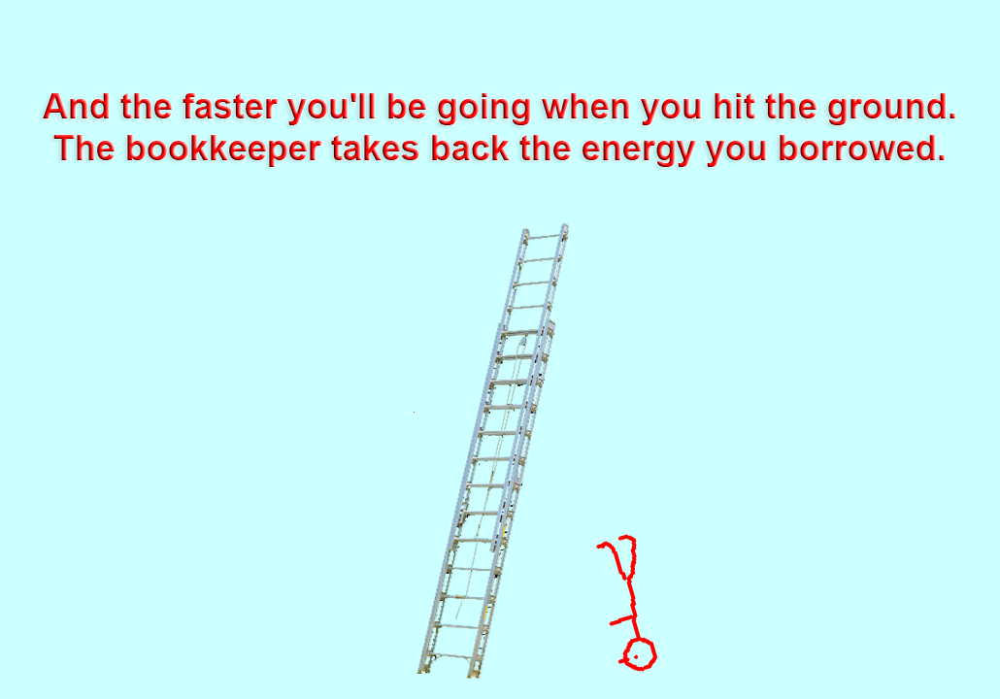 And the faster you'll be going when you hit the ground.
The bookkeeper takes back the energy you borrowed.